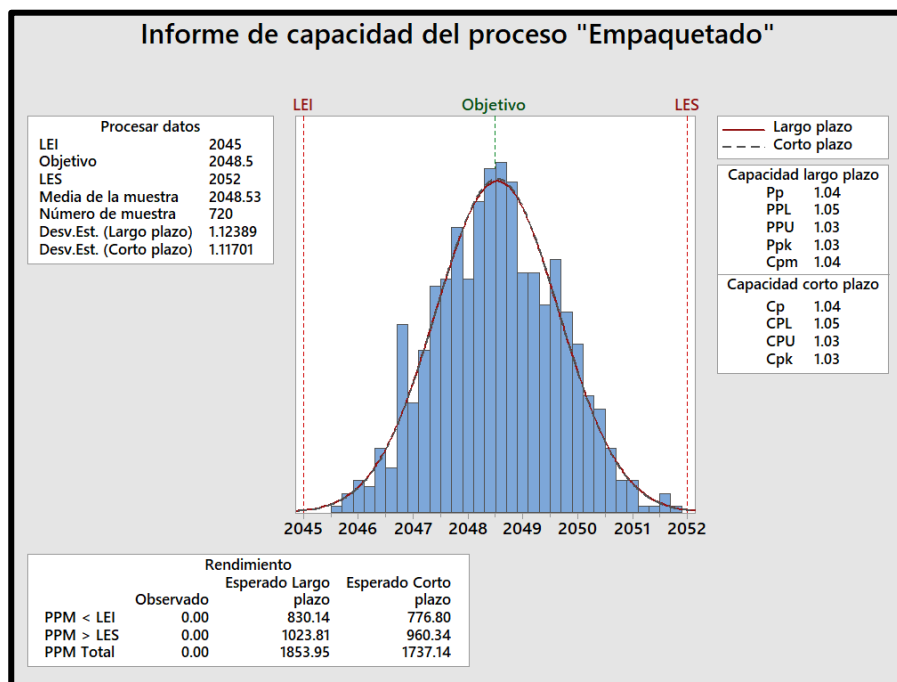 Informe de capacidad del proceso "Empaquetado"
LEI Objetivo LES
Procesar datos
LEI 2045
Objetivo 2048.5
LES 2052
Media de la muestra 2048.53
Número de muestra 720
Desv.Est. (Largo plazo) 1.12389
Desv.Est. (Corto plazo) 1.11701
Largo plazo
Corto plazo
Capacidad largo plazo
Pp 1.04
PPL 1.05
PPU 1.03
Ppk 1.03
Cpm 1.04
Capacidad corto plazo
Cp 1.04
CPL 1.05
CPU 1.03
Cpk 1.03
2045 2046 2047 2048 2049 2050 2051 2052
Rendimiento
Esperado Largo Esperado Corto
Observado plazo plazo
PPM < LEI 0.00 830.14 776.80
PPM > LES 0.00 1023.81 960.34
PPM Total 0.00 1853.95 1737.14